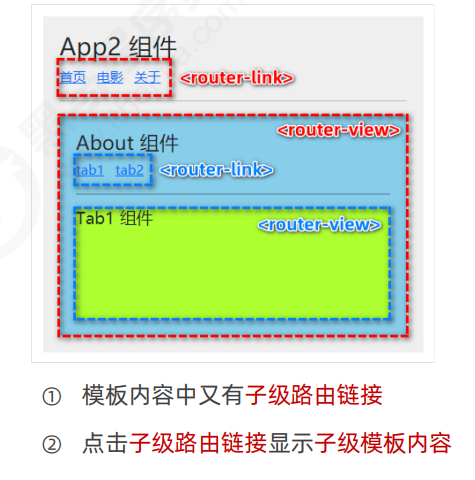 App2 组件
首页 电影 关于 <router-link>
<router-view>
About 组件
tab1 tab2 <router-link>
Tab1 组件 <router-view>
① 模板内容中又有子级路由链接
② 点击子级路由链接显示子级模板内容